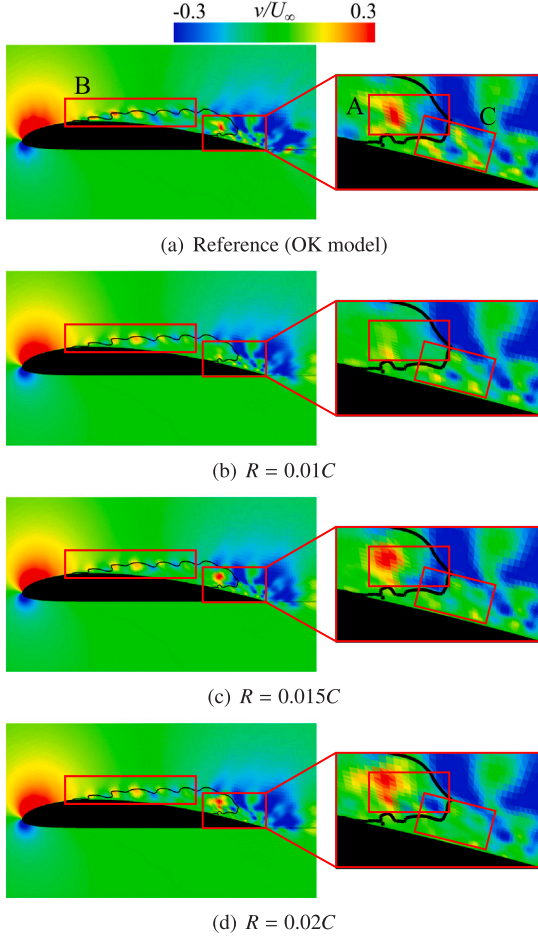 -0.3 v/U∞ 0.3
B
A
C
(a) Reference (OK model)
(b) R = 0.01C
(c) R = 0.015C
(d) R = 0.02C